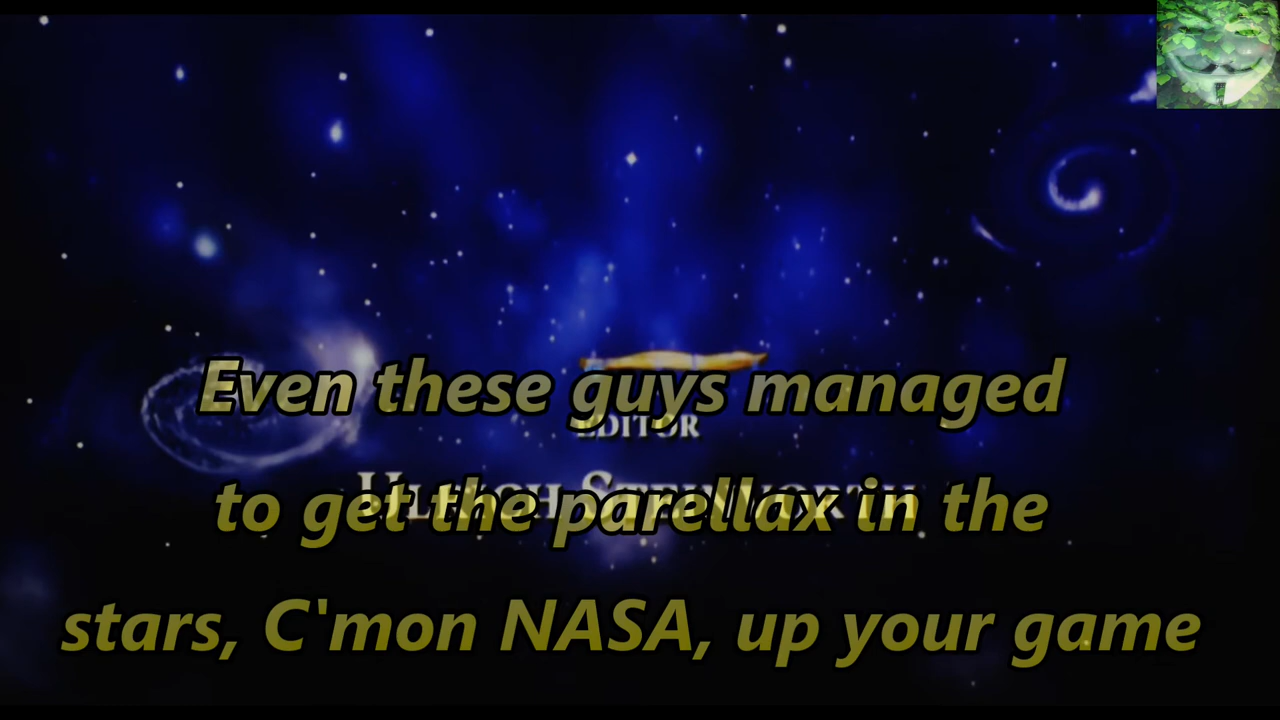 Even these guys managed
EDITOR
to get the parellax in the
stars, C'mon NASA, up your game